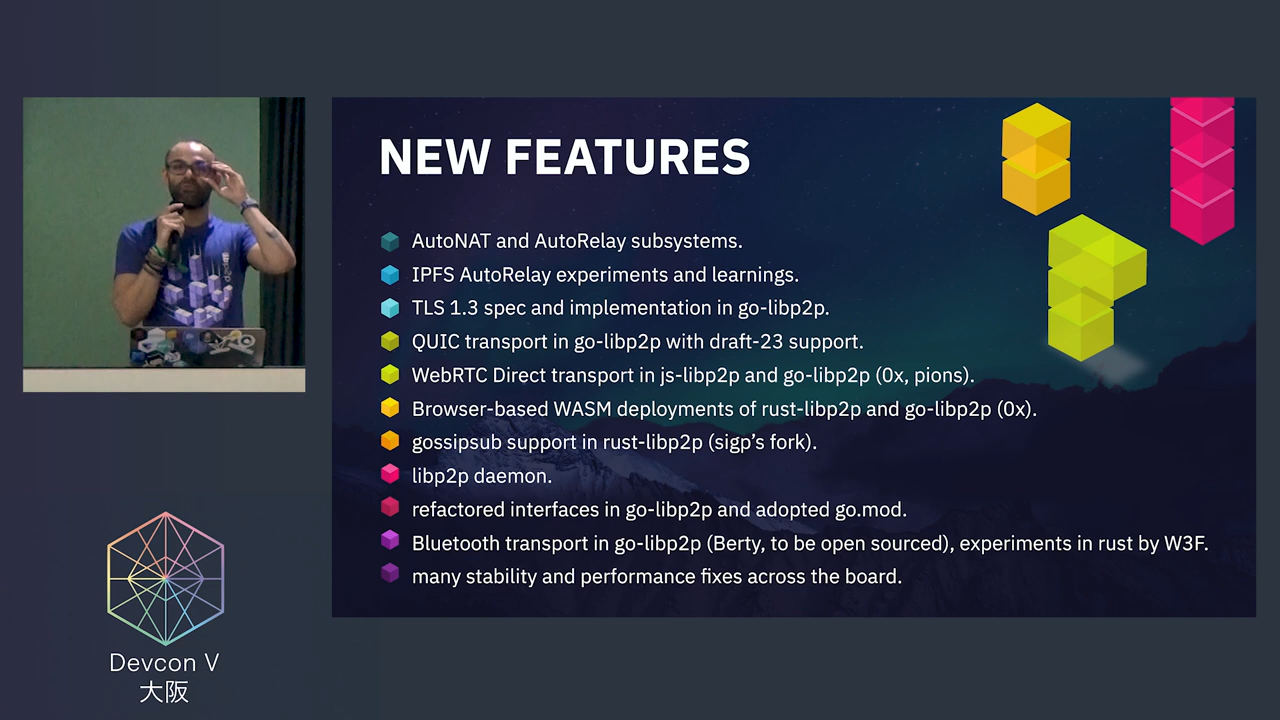 NEW FEATURES
AutoNAT and AutoRelay subsystems.
IPFS AutoRelay experiments and learnings.
TLS 1.3 spec and implementation in go-libp2p.
QUIC transport in go-libp2p with draft-23 support.
WebRTC Direct transport in js-libp2p and go-libp2p (0x, pions).
Browser-based WASM deployments of rust-libp2p and go-libp2p (0x).
gossipsub support in rust-libp2p (sigp’s fork).
libp2p daemon.
refactored interfaces in go-libp2p and adopted go.mod.
Bluetooth transport in go-libp2p (Berty, to be open sourced), experiments in rust by W3F.
many stability and performance fixes across the board.
Devcon V
大阪